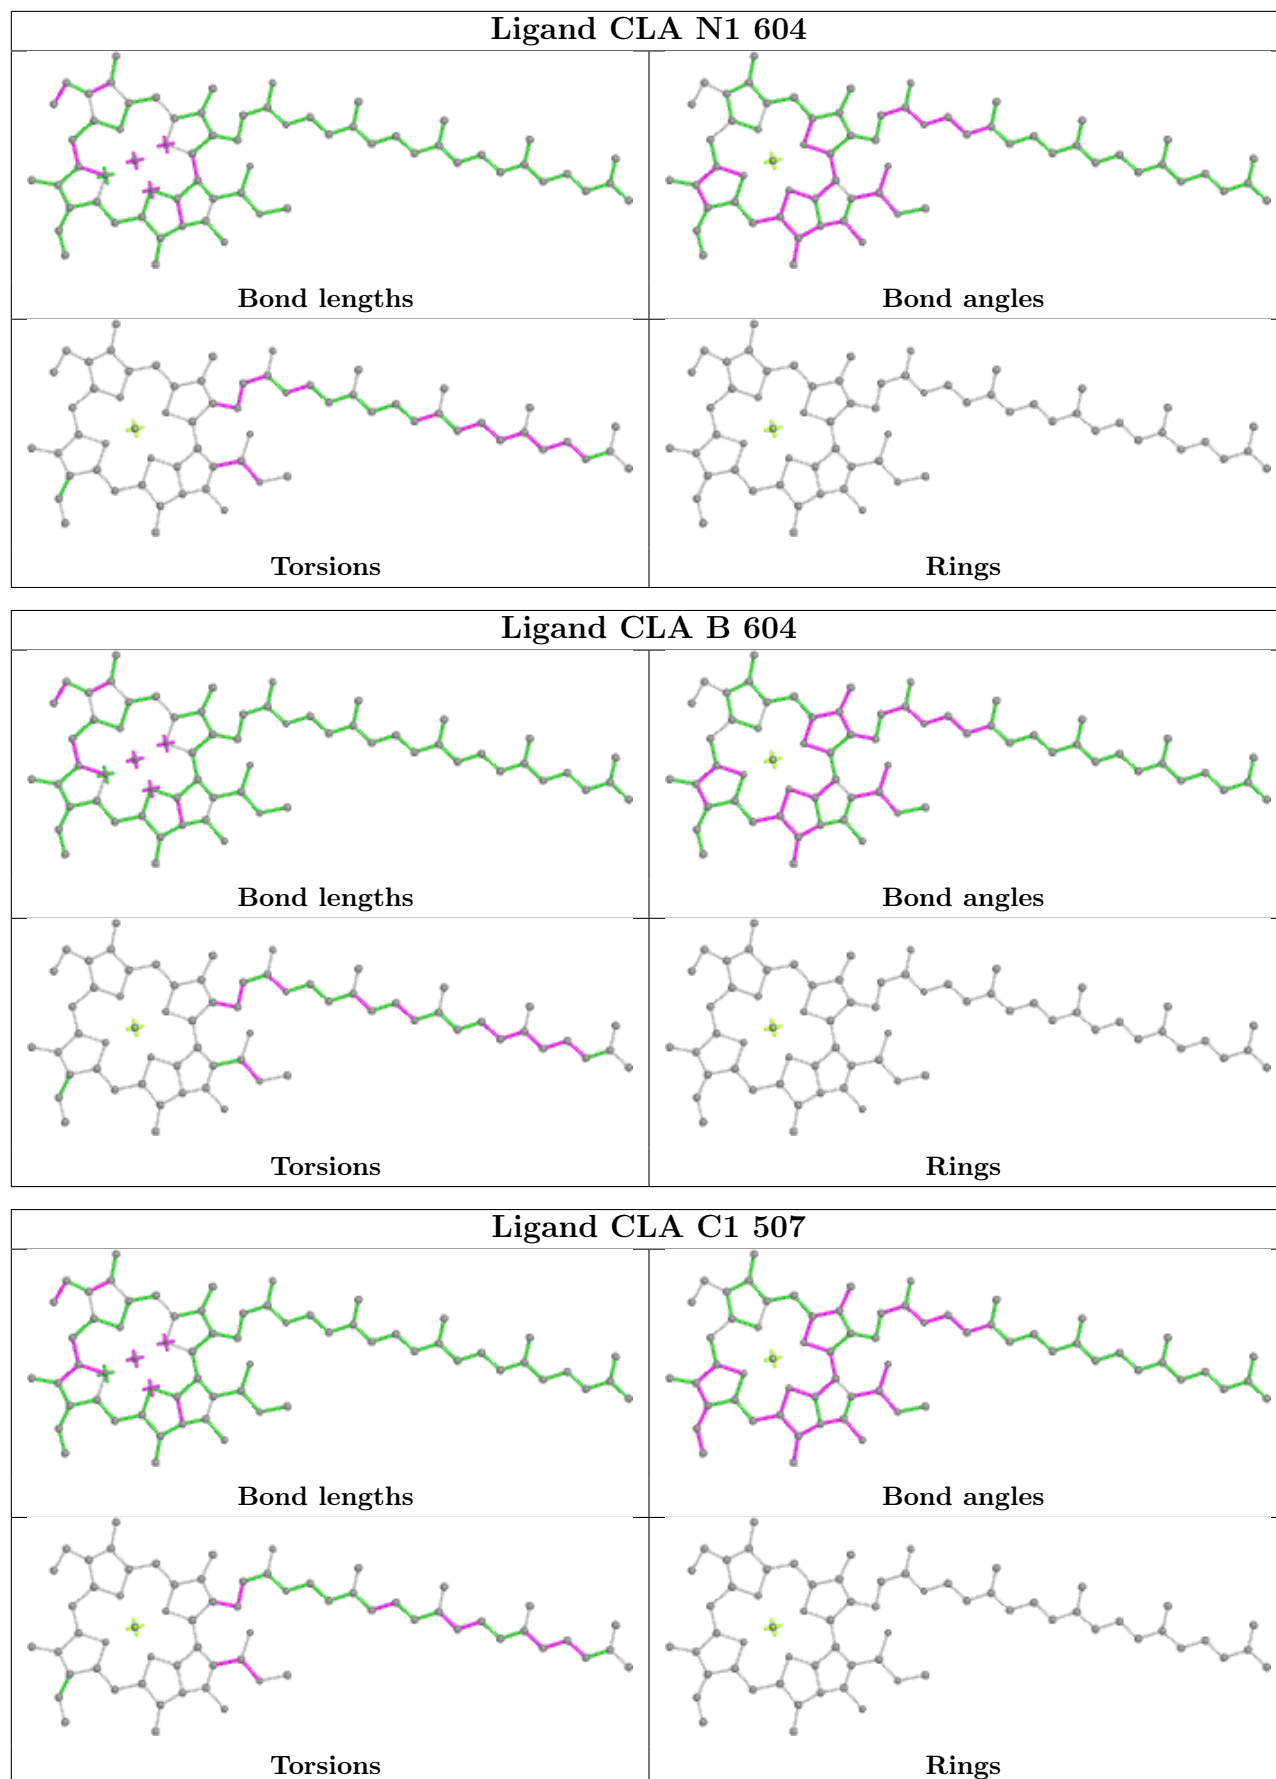 Ligand CLA N1 604
Bond lengths
Bond angles
Torsions
Rings
Ligand CLA B 604
Bond lengths
Bond angles
Torsions
Rings
Ligand CLA C1 507
Bond lengths
Bond angles
Torsions
Rings